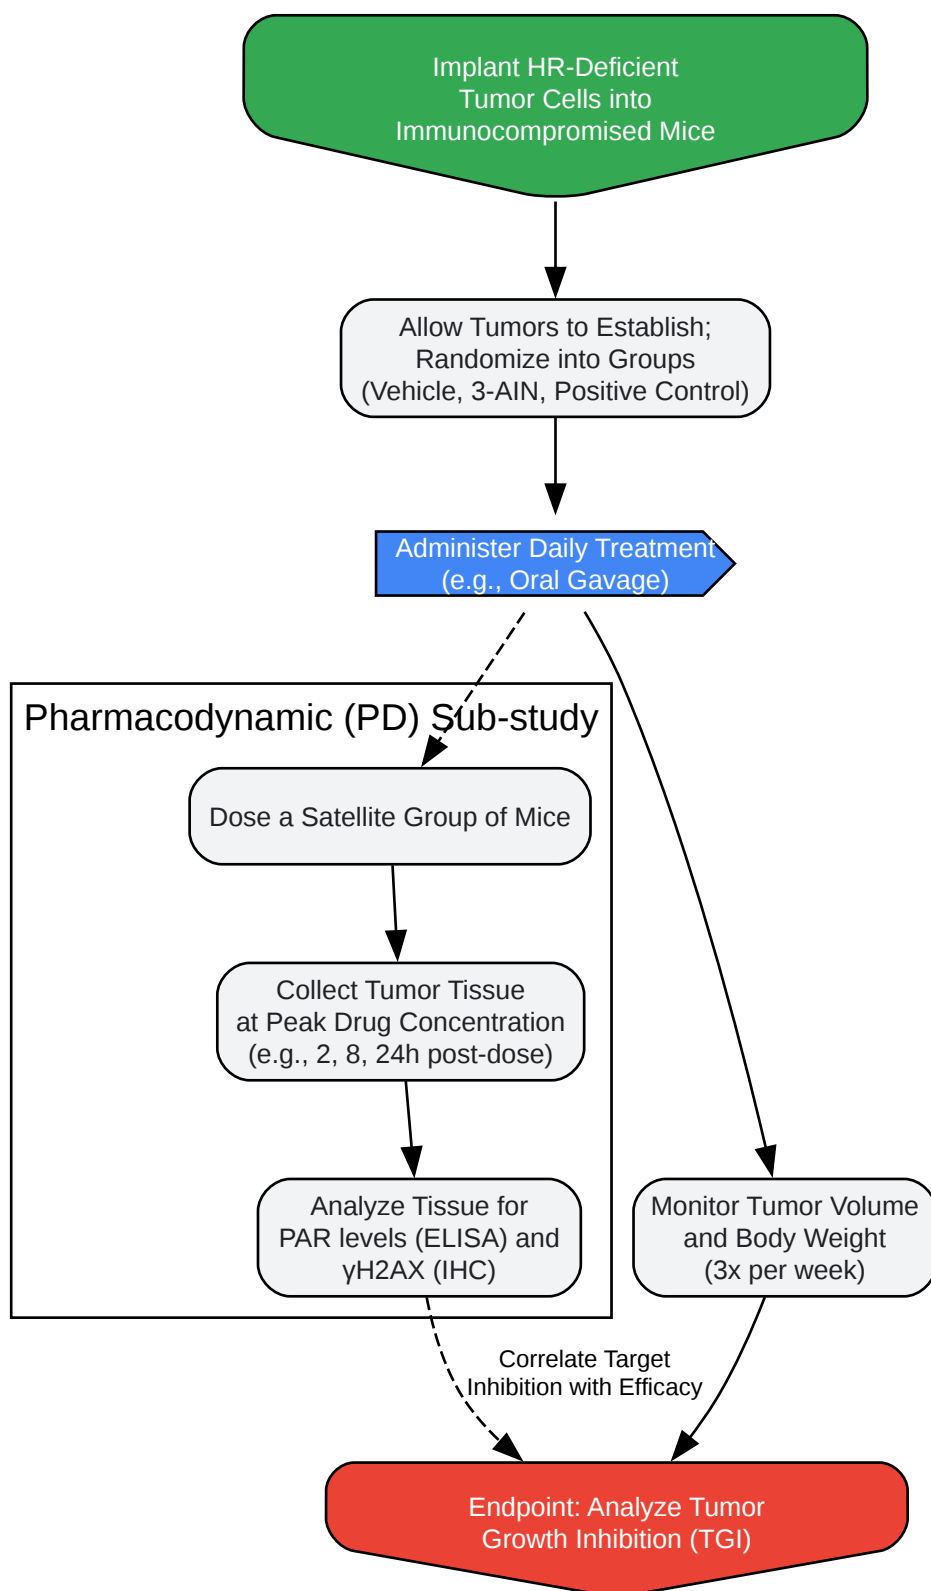 Implant HR-Deficient
Tumor Cells into
Immunocompromised Mice
Allow Tumors to Establish;
Randomize into Groups
(Vehicle, 3-AIN, Positive Control)
Administer Daily Treatment
(e.g., Oral Gavage)
Pharmacodynamic (PD) Sub-study
Dose a Satellite Group of Mice
Collect Tumor Tissue
at Peak Drug Concentration
(e.g., 2, 8, 24h post-dose)
Analyze Tissue for
PAR levels (ELISA) and
γH2AX (IHC)
Monitor Tumor Volume
and Body Weight
(3x per week)
Correlate Target
Inhibition with Efficacy
Endpoint: Analyze Tumor
Growth Inhibition (TGI)